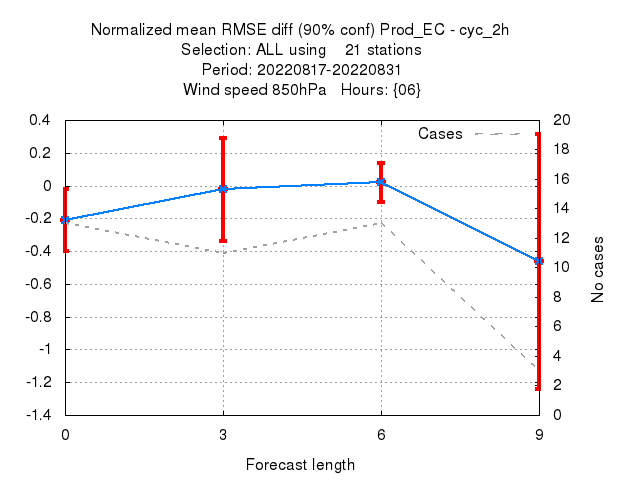 Normalized mean RMSE diff (90% conf) Prod_EC - cyc_2h
Selection: ALL using    21 stations
Period: 20220817-20220831
Wind speed 850hPa   Hours: {06}
Cases
0.4
0.2
0
-0.2
-0.4
-0.6
-0.8
-1
-1.2
-1.4
20
18
16
14
12
10
8
6
4
2
0
No cases
0 3 6 9
Forecast length